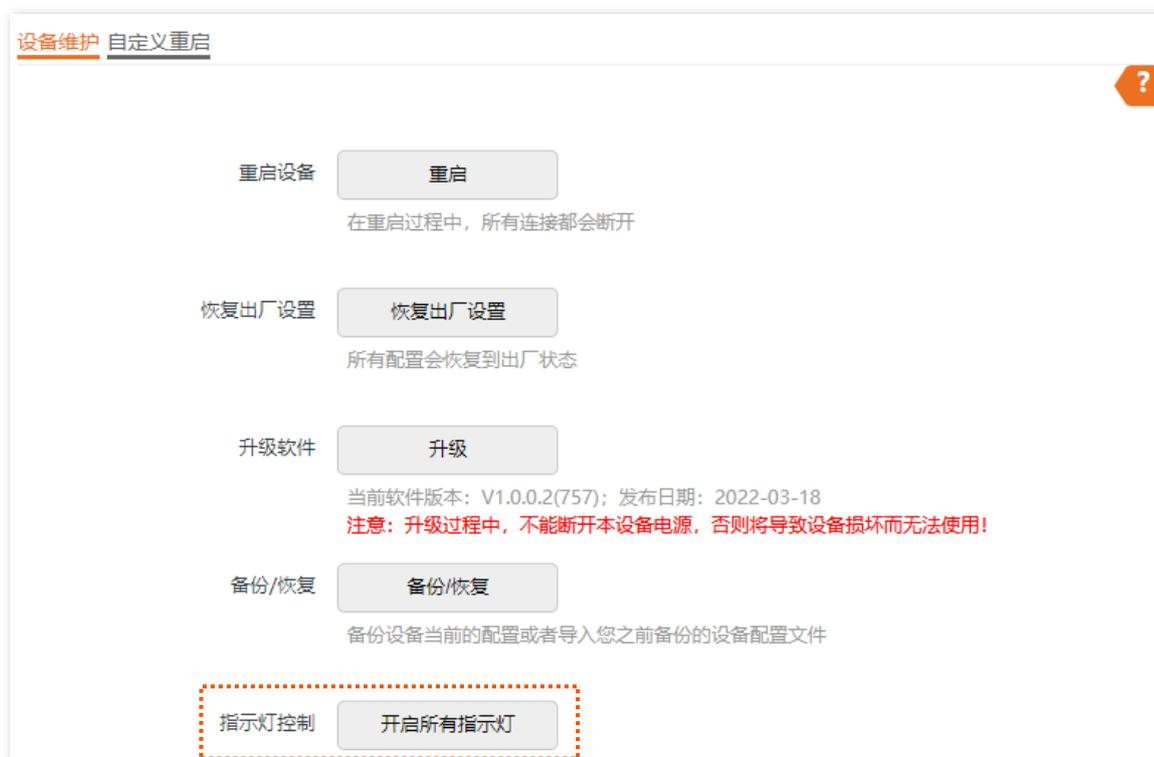 设备维护 自定义重启
?
重启设备 重启
在重启过程中，所有连接都会断开
恢复出厂设置 恢复出厂设置
所有配置会恢复到出厂状态
升级软件 升级
当前软件版本：V1.0.0.2(757)；发布日期：2022-03-18
注意：升级过程中，不能断开本设备电源，否则将导致设备损坏而无法使用！
备份/恢复 备份/恢复
备份设备当前的配置或者导入您之前备份的设备配置文件
指示灯控制 开启所有指示灯